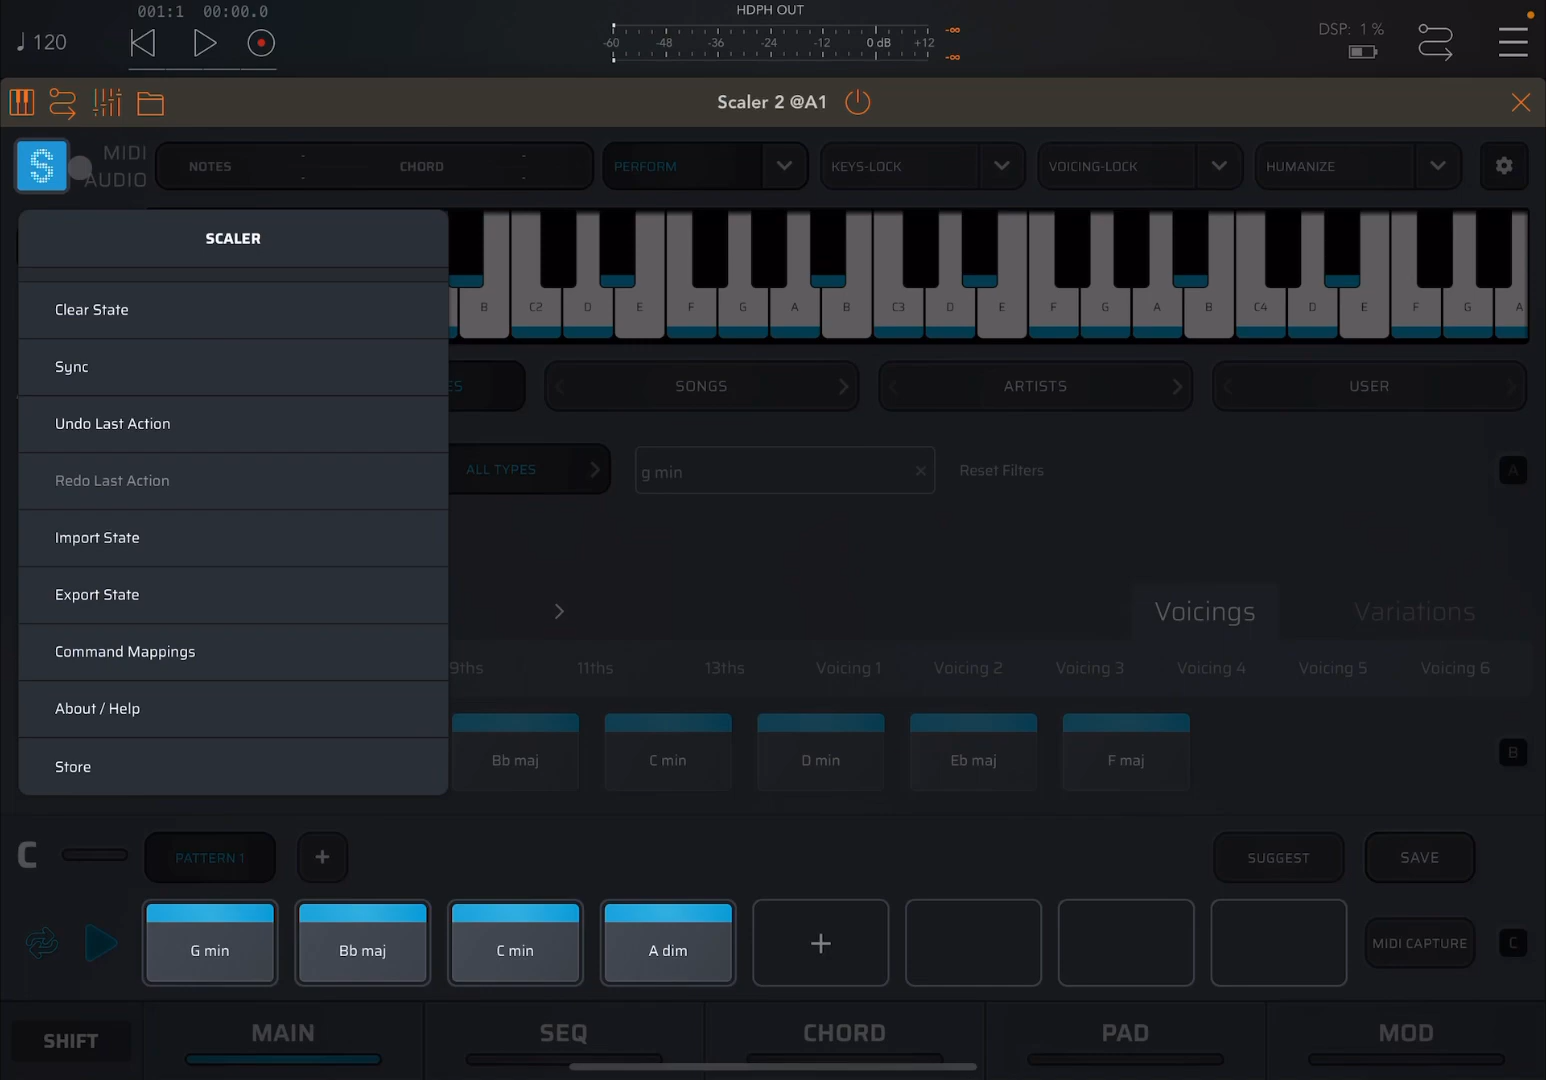 001:1 00:00.0
HDPH OUT
120
-60 -48 -36 -24 -12 0 dB +12
-∞
-∞
DSP: 1 %
Scaler 2 @A1
S
MIDI
AUDIO
NOTES - -
CHORD - -
PERFORM
KEYS-LOCK
VOICING-LOCK
HUMANIZE
SCALER
B C2 D E F G A B C3 D E F G A B C4 D E F G A
Clear State
Sync
Undo Last Action
Redo Last Action
Import State
Export State
Command Mappings
About / Help
Store
ES
SONGS
ARTISTS
USER
ALL TYPES
g min
Reset Filters
A
Voicings
Variations
9ths 11ths 13ths Voicing 1 Voicing 2 Voicing 3 Voicing 4 Voicing 5 Voicing 6
Bb maj C min D min Eb maj F maj
B
C
PATTERN 1
+
SUGGEST
SAVE
G min Bb maj C min A dim +
MIDI CAPTURE
C
SHIFT
MAIN
SEQ
CHORD
PAD
MOD